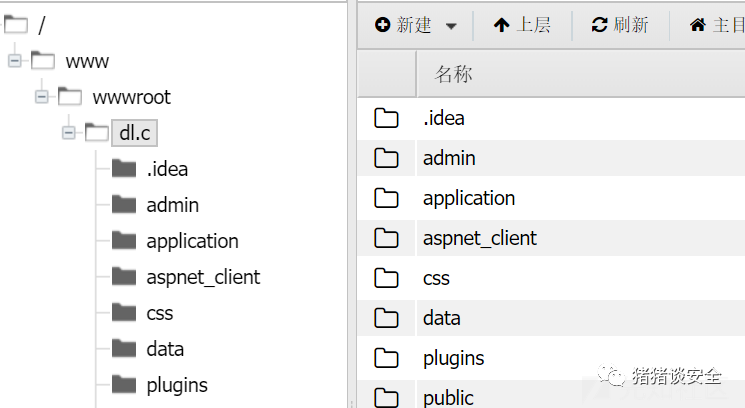 /
www
wwwroot
dl.c
.idea
admin
application
aspnet_client
css
data
plugins
新建 上层 刷新 主目
名称
.idea
admin
application
aspnet_client
css
data
plugins
public
猪猪谈安全